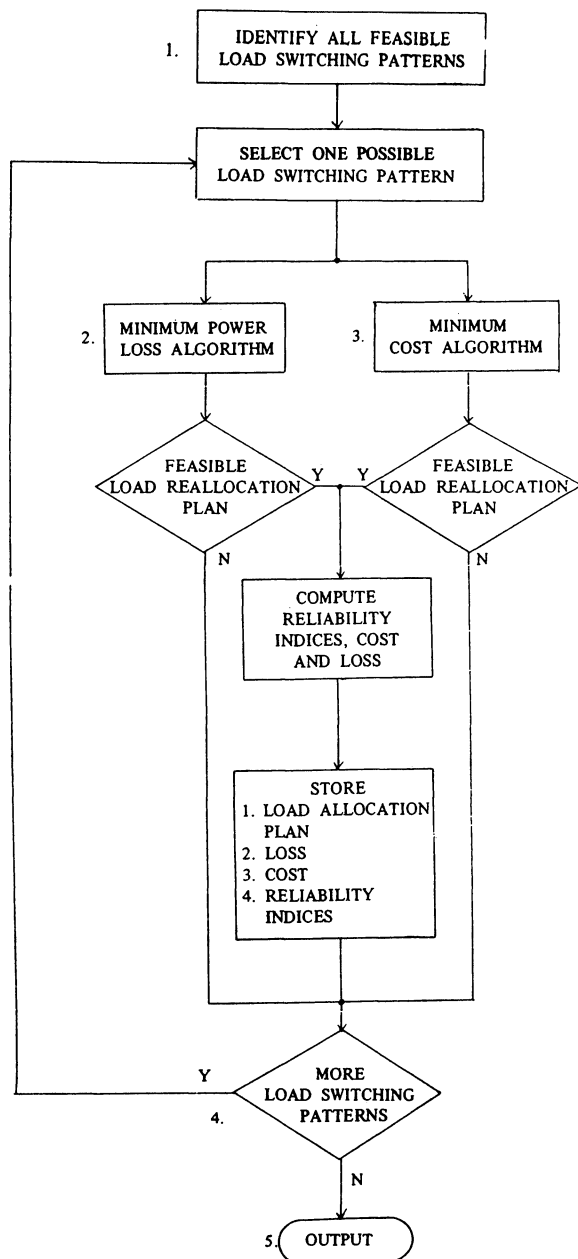 1.
IDENTIFY ALL FEASIBLE
LOAD SWITCHING PATTERNS
SELECT ONE POSSIBLE
LOAD SWITCHING PATTERN
2.
MINIMUM POWER
LOSS ALGORITHM
3.
MINIMUM
COST ALGORITHM
FEASIBLE
LOAD REALLOCATION
PLAN
Y
Y
FEASIBLE
LOAD REALLOCATION
PLAN
N
N
COMPUTE
RELIABILITY
INDICES, COST
AND LOSS
STORE
1. LOAD ALLOCATION
PLAN
2. LOSS
3. COST
4. RELIABILITY
INDICES
Y
MORE
LOAD SWITCHING
PATTERNS
4.
N
5.
OUTPUT